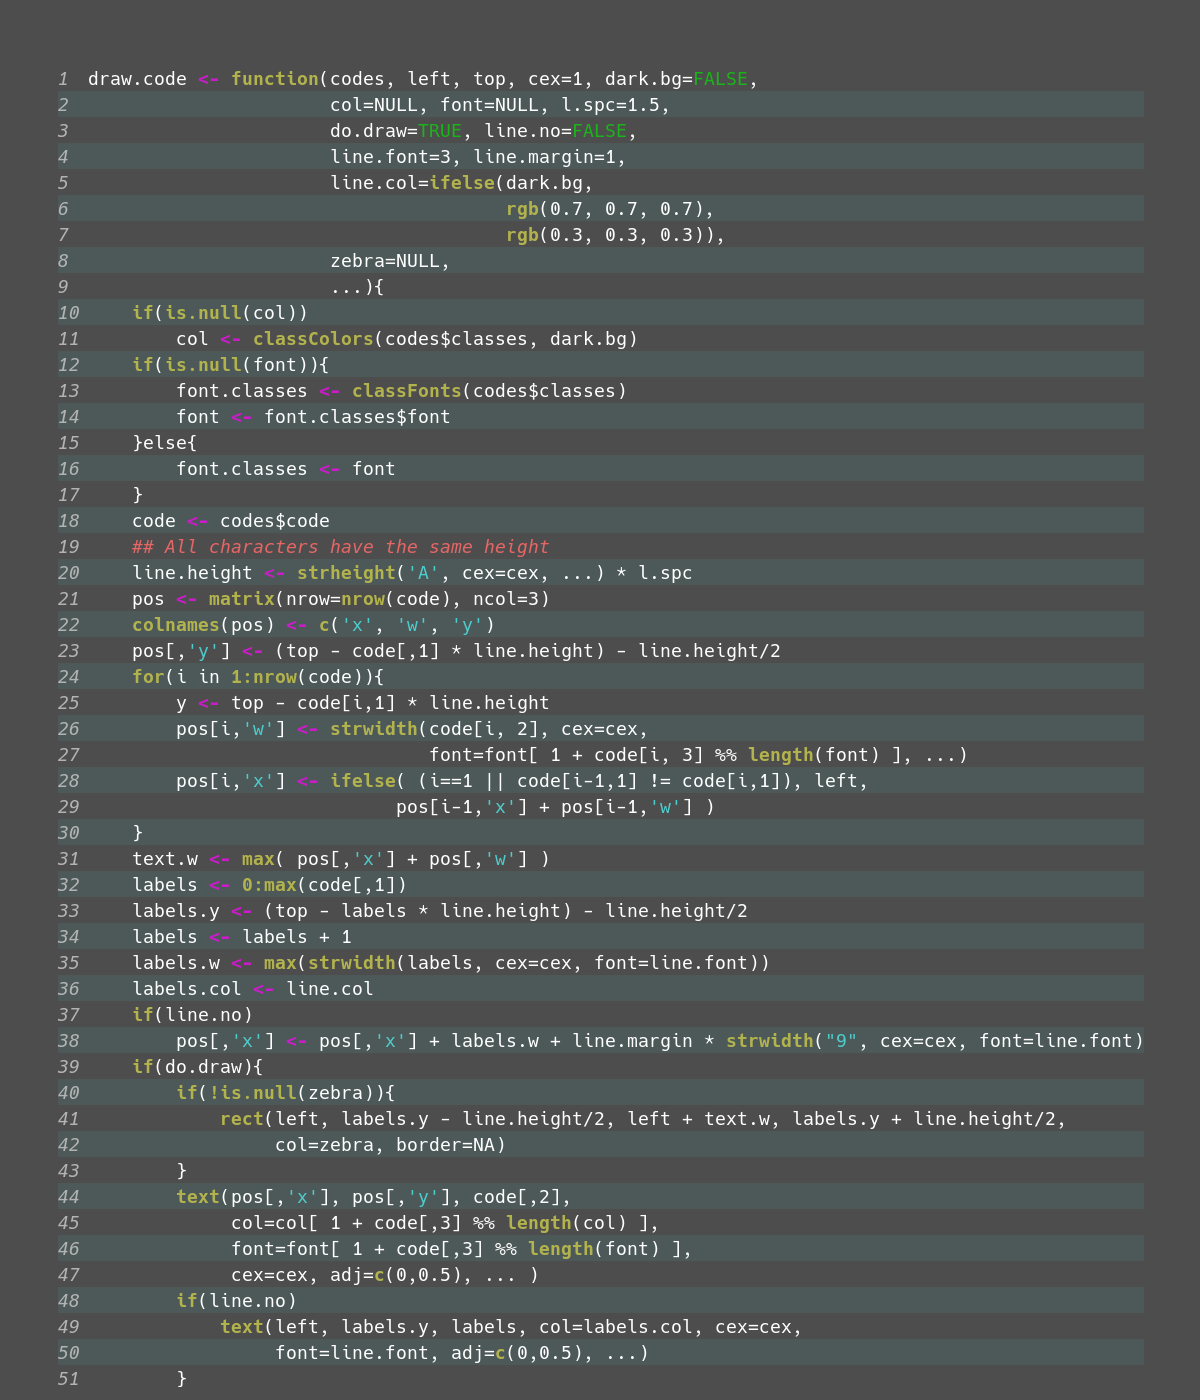 1 draw.code <- function(codes, left, top, cex=1, dark.bg=FALSE,
2                       col=NULL, font=NULL, l.spc=1.5,
3                       do.draw=TRUE, line.no=FALSE,
4                       line.font=3, line.margin=1,
5                       line.col=ifelse(dark.bg,
6                                       rgb(0.7, 0.7, 0.7),
7                                       rgb(0.3, 0.3, 0.3)),
8                       zebra=NULL,
9                       ...){
10     if(is.null(col))
11         col <- classColors(codes$classes, dark.bg)
12     if(is.null(font)){
13         font.classes <- classFonts(codes$classes)
14         font <- font.classes$font
15     }else{
16         font.classes <- font
17     }
18     code <- codes$code
19     ## All characters have the same height
20     line.height <- strheight('A', cex=cex, ...) * l.spc
21     pos <- matrix(nrow=nrow(code), ncol=3)
22     colnames(pos) <- c('x', 'w', 'y')
23     pos[,'y'] <- (top - code[,1] * line.height) - line.height/2
24     for(i in 1:nrow(code)){
25         y <- top - code[i,1] * line.height
26         pos[i,'w'] <- strwidth(code[i, 2], cex=cex,
27                                font=font[ 1 + code[i, 3] %% length(font) ], ...)
28         pos[i,'x'] <- ifelse( (i==1 || code[i-1,1] != code[i,1]), left,
29                             pos[i-1,'x'] + pos[i-1,'w'] )
30     }
31     text.w <- max( pos[,'x'] + pos[,'w'] )
32     labels <- 0:max(code[,1])
33     labels.y <- (top - labels * line.height) - line.height/2
34     labels <- labels + 1
35     labels.w <- max(strwidth(labels, cex=cex, font=line.font))
36     labels.col <- line.col
37     if(line.no)
38         pos[,'x'] <- pos[,'x'] + labels.w + line.margin * strwidth("9", cex=cex, font=line.font)
39     if(do.draw){
40         if(!is.null(zebra)){
41             rect(left, labels.y - line.height/2, left + text.w, labels.y + line.height/2,
42                  col=zebra, border=NA)
43         }
44         text(pos[,'x'], pos[,'y'], code[,2],
45              col=col[ 1 + code[,3] %% length(col) ],
46              font=font[ 1 + code[,3] %% length(font) ],
47              cex=cex, adj=c(0,0.5), ... )
48         if(line.no)
49             text(left, labels.y, labels, col=labels.col, cex=cex,
50                  font=line.font, adj=c(0,0.5), ...)
51         }